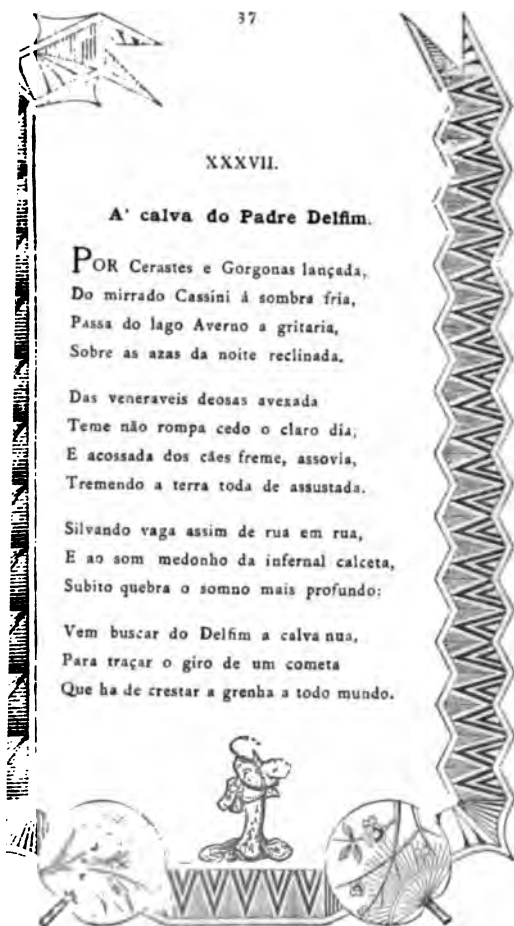 37
XXXVII.
A' calva do Padre Delfim.
POR Cerastes e Gorgonas lançada,
Do mirrado Cassini á sombra fria,
Passa do lago Averno a gritaria,
Sobre as azas da noite reclinada.
Das veneraveis deosas avexada
Teme não rompa cedo o claro dia,
E acossada dos cães freme, assovia,
Tremendo a terra toda de assustada.
Silvando vaga assim de rua em rua,
E ao som medonho da infernal calceta,
Subito quebra o somno mais profundo:
Vem buscar do Delfim a calva nua,
Para traçar o giro de um cometa
Que ha de crestar a grenha a todo mundo.